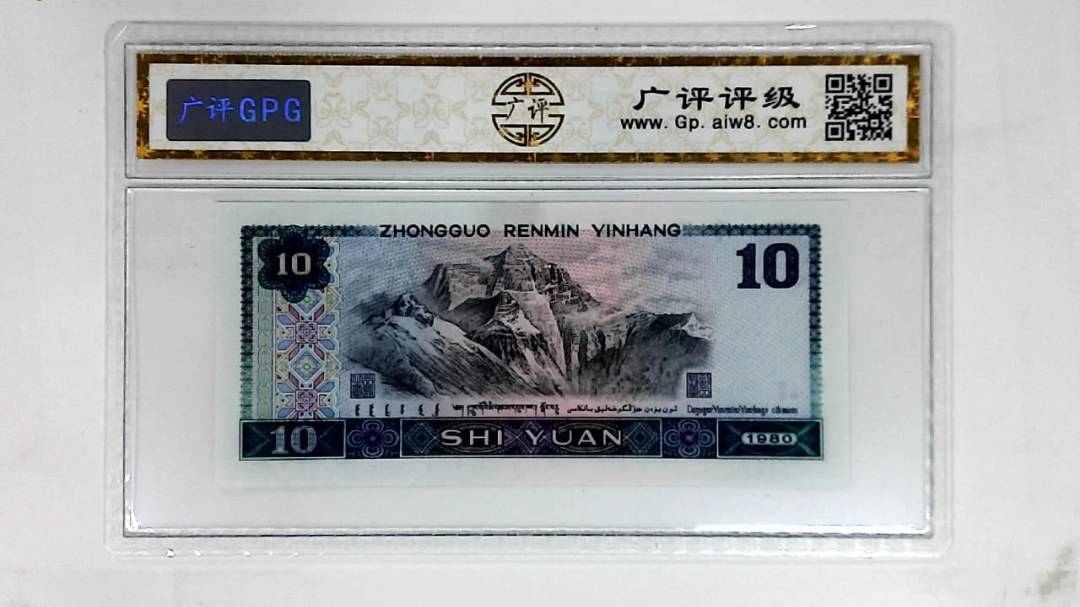 广评GPG
广评
广评评级
www.Gp.aiw8.com
ZHONGGUO RENMIN YINHANG
10
10
10
SHI YUAN
1980